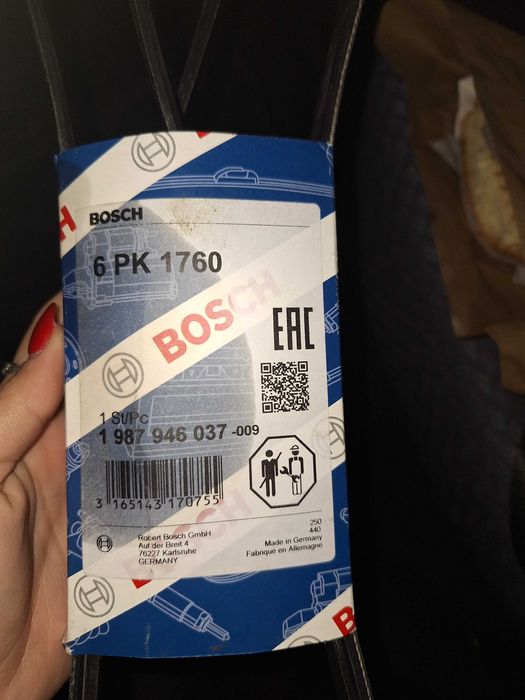 BOSCH
6 PK 1760
BOSCH
EAC
1 St/Pc
1 987 946 037 -009
3 165143 170755
Robert Bosch GmbH
Auf der Breit 4
76227 Karlsruhe
GERMANY
250
440
Made in Germany
Fabriqué en Allemagne
BOSCH